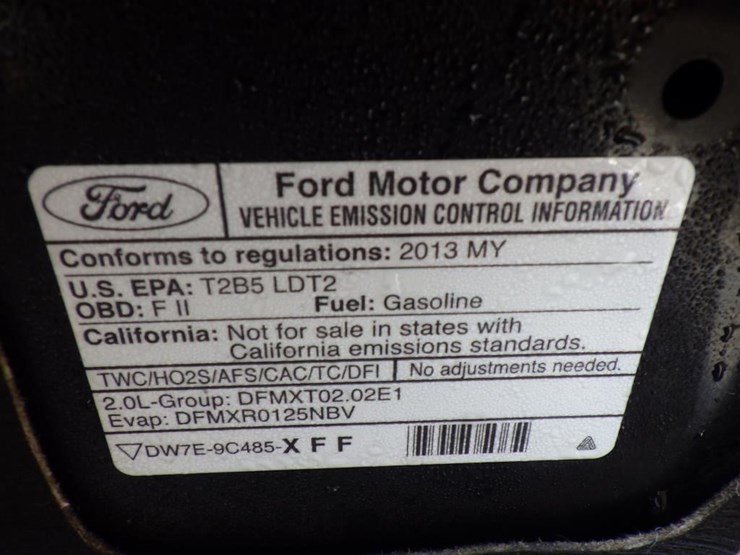 Ford
Ford Motor Company
VEHICLE EMISSION CONTROL INFORMATION
Conforms to regulations: 2013 MY
U.S. EPA: T2B5 LDT2
OBD: F II Fuel: Gasoline
California: Not for sale in states with
California emissions standards.
TWC/HO2S/AFS/CAC/TC/DFI No adjustments needed.
2.0L-Group: DFMXT02.02E1
Evap: DFMXR0125NBV
DW7E-9C485-X F F